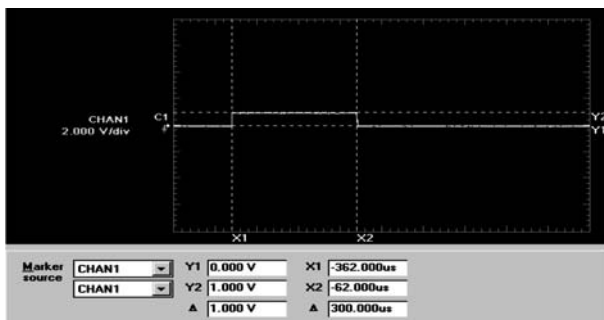 C1
CHAN1
2.000 V/div
Y2
Y1
X1 X2
Marker source CHAN1 Y1 0.000 V X1 -362.000us
CHAN1 Y2 1.000 V X2 -62.000us
Δ 1.000 V Δ 300.000us